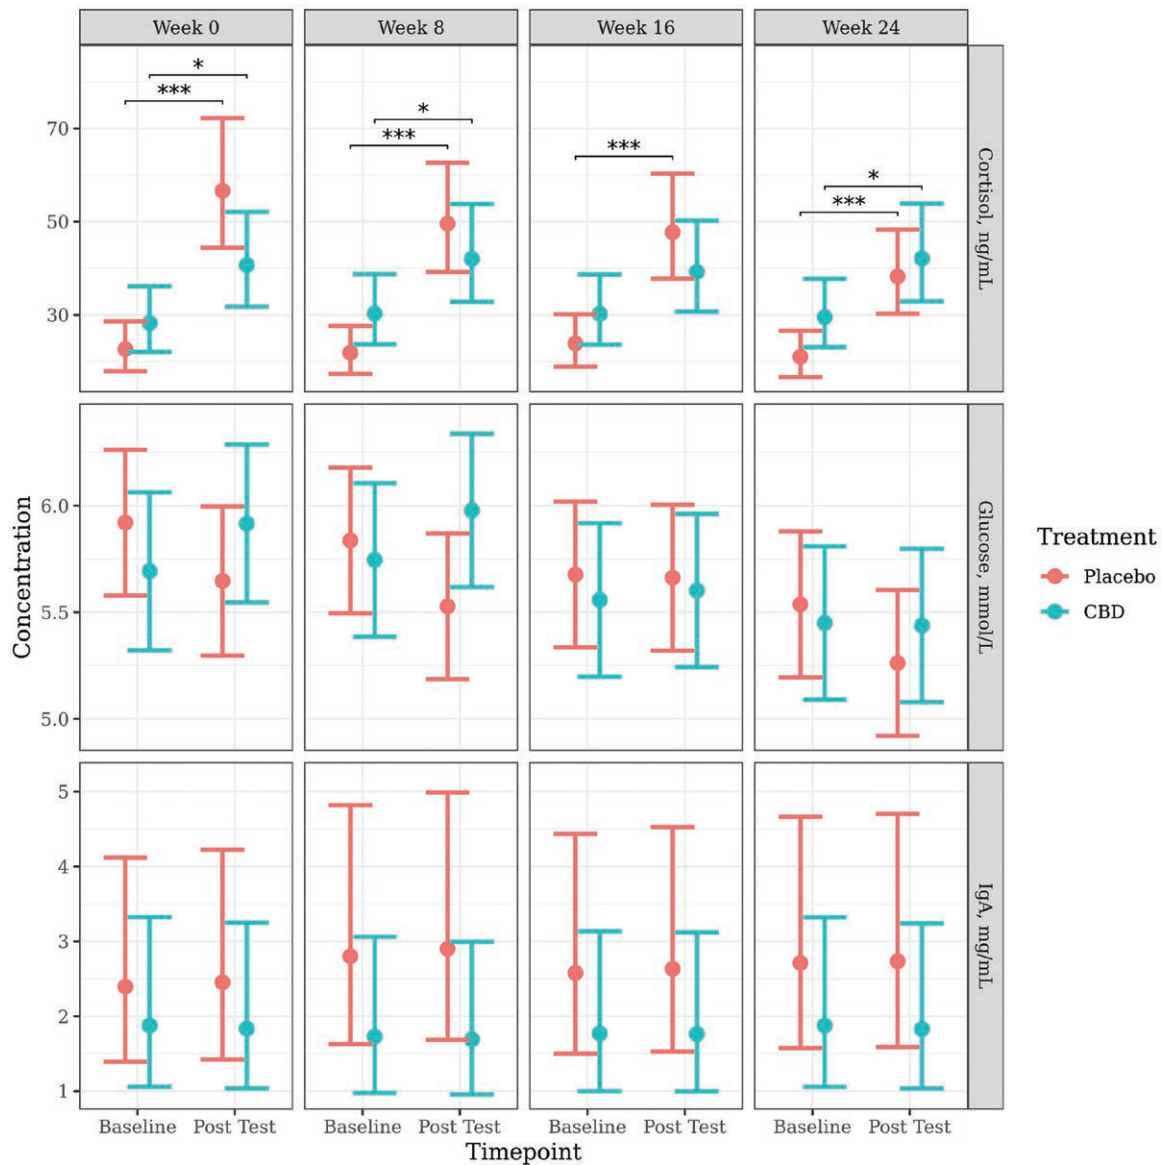 Week 0 Week 8 Week 16 Week 24
* *** * *** *** * ***
70
50
30
Cortisol, ng/mL
6.0
5.5
5.0
Glucose, mmol/L
Concentration
5
4
3
2
1
IgA, mg/mL
Baseline Post Test Baseline Post Test Baseline Post Test Baseline Post Test
Timepoint
Treatment
Placebo
CBD